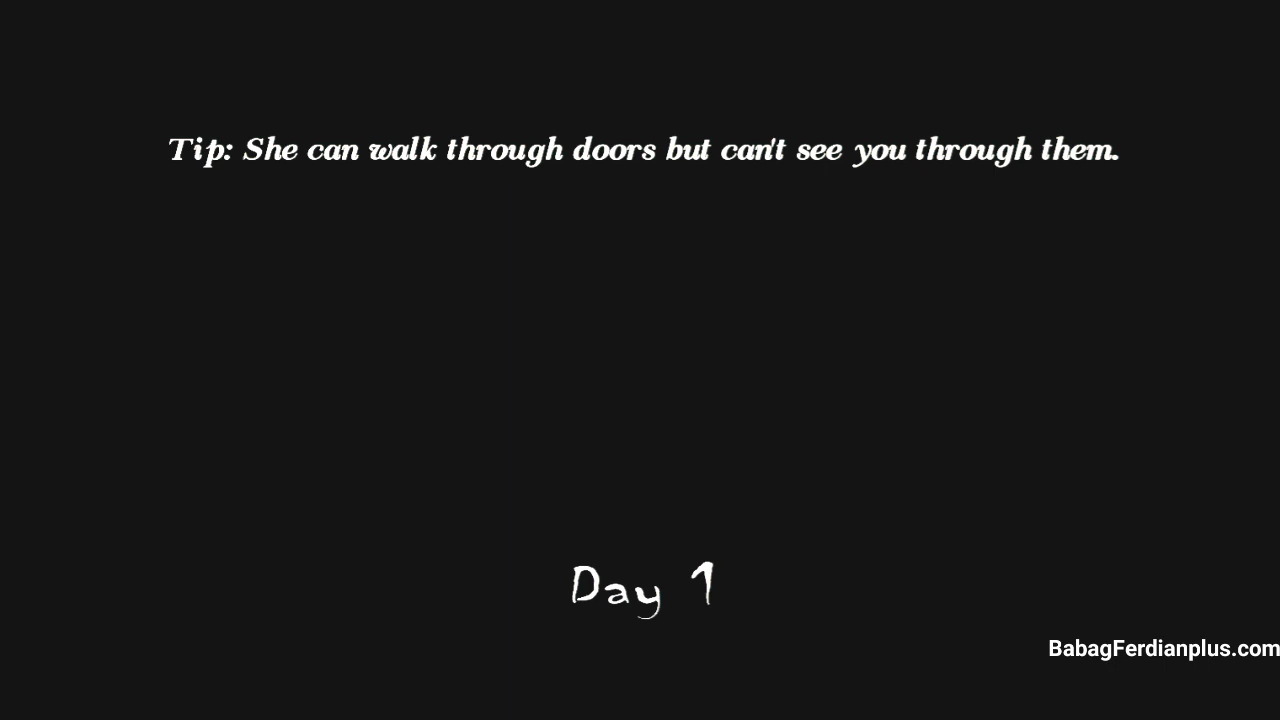 Tip: She can walk through doors but can't see you through them.
Day 1
BabagFerdianplus.com